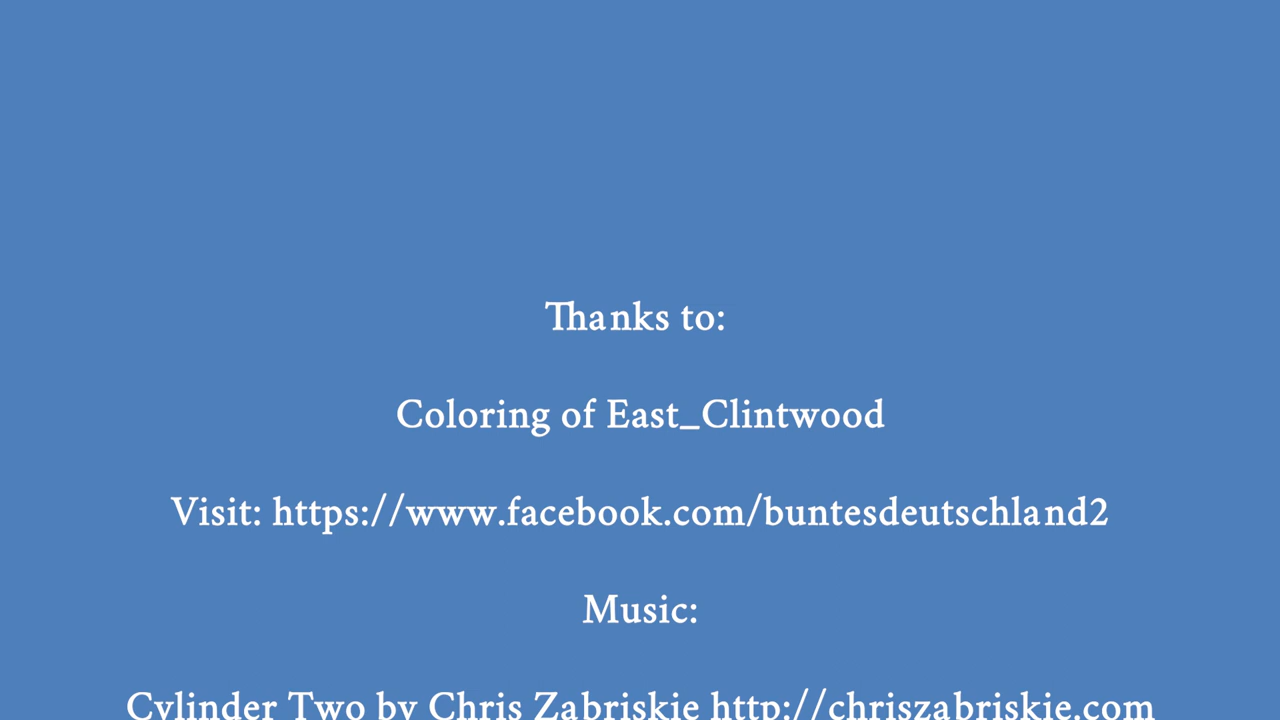 Thanks to:
Coloring of East_Clintwood
Visit: https://www.facebook.com/buntesdeutschland2
Music:
Cylinder Two by Chris Zabriskie http://chriszabriskie.com